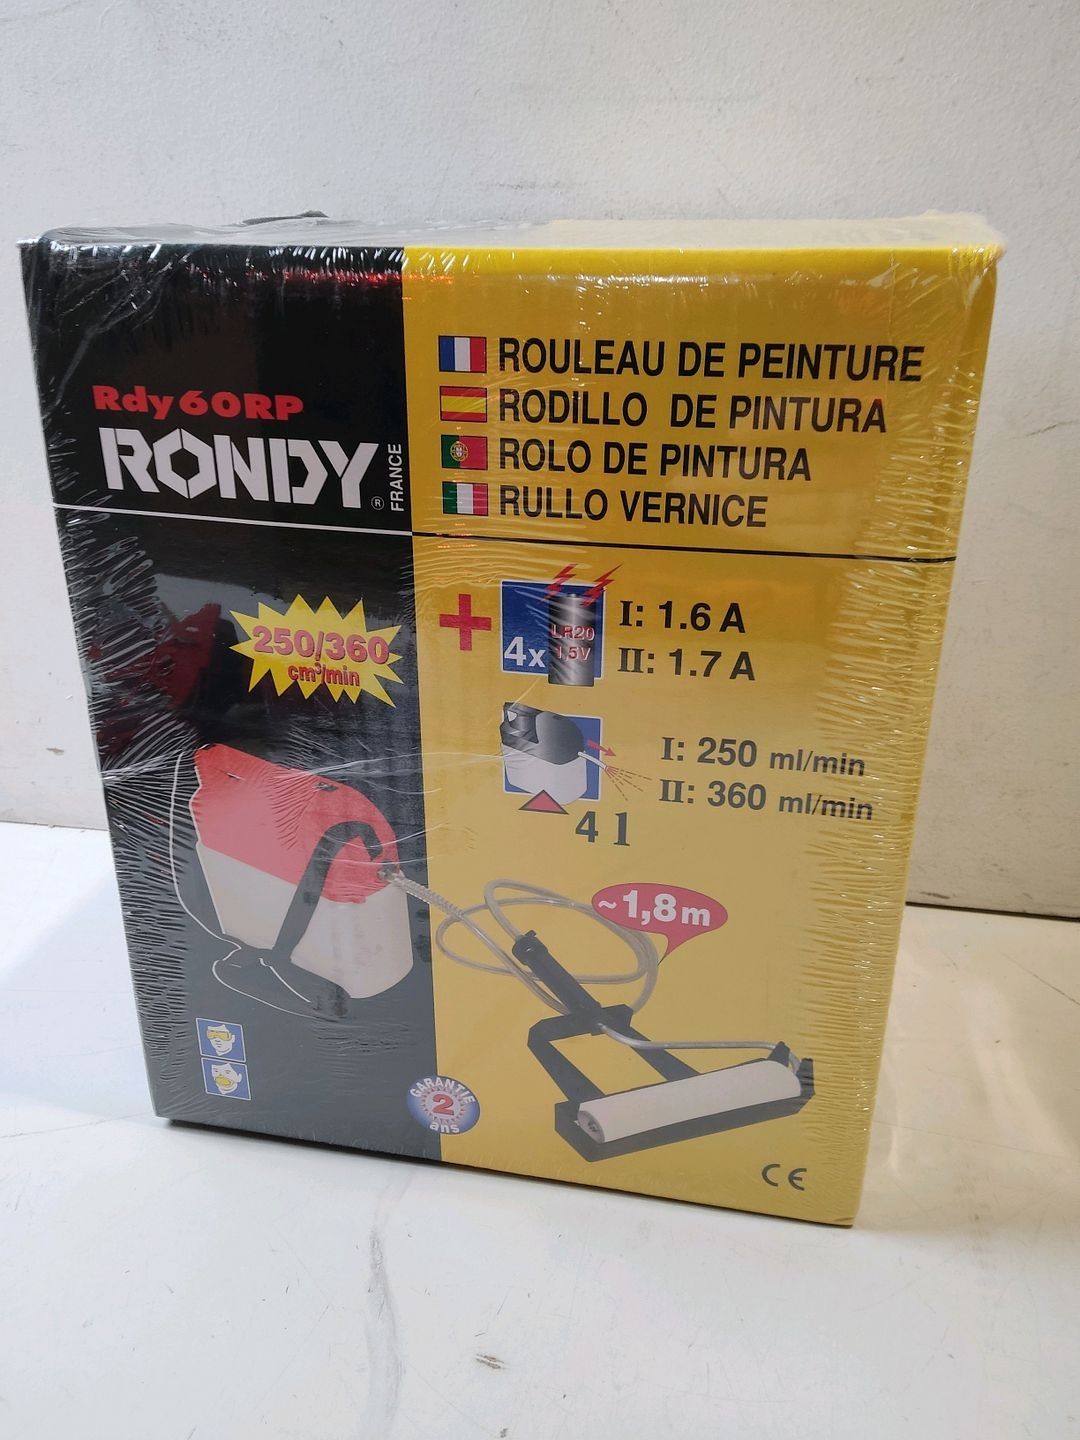 Rdy60RP
RONDY®
FRANCE
ROULEAU DE PEINTURE
RODILLO DE PINTURA
ROLO DE PINTURA
RULLO VERNICE
250/360
cm³/min
+
4x
LR20
1,5V
I: 1.6 A
II: 1.7 A
I: 250 ml/min
II: 360 ml/min
4 l
~1,8m
GARANTIE
2
ans
CE